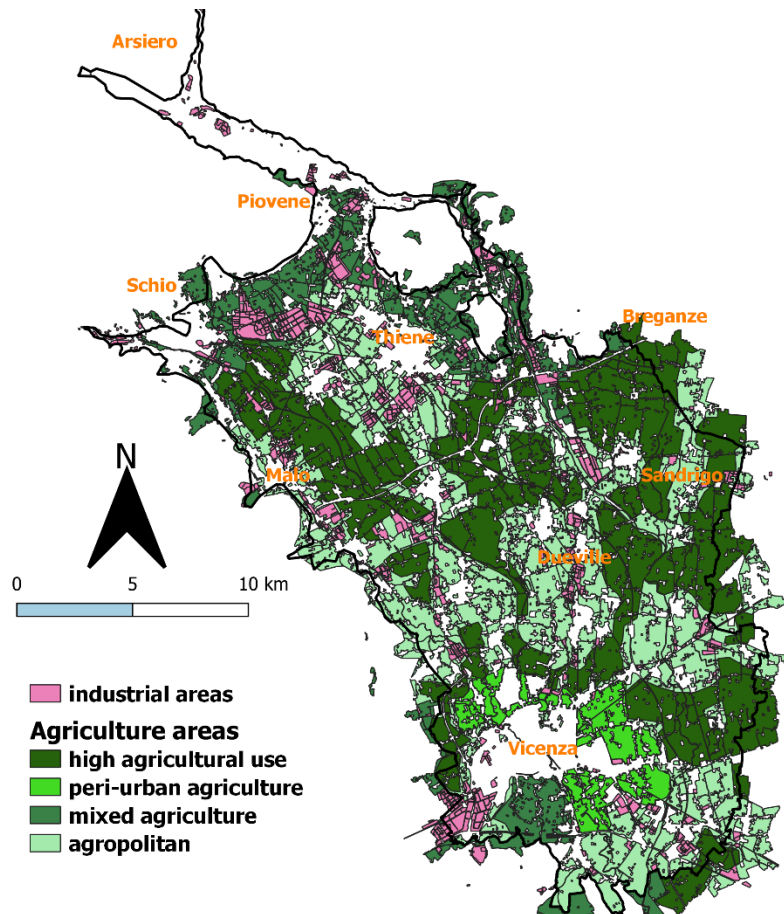 Arsiero
Piovene
Schio
Breganze
Thiene
N
Malo
Sandrigo
Dueville
0 5 10 km
industrial areas
Agriculture areas
high agricultural use
Vicenza
peri-urban agriculture
mixed agriculture
agropolitan